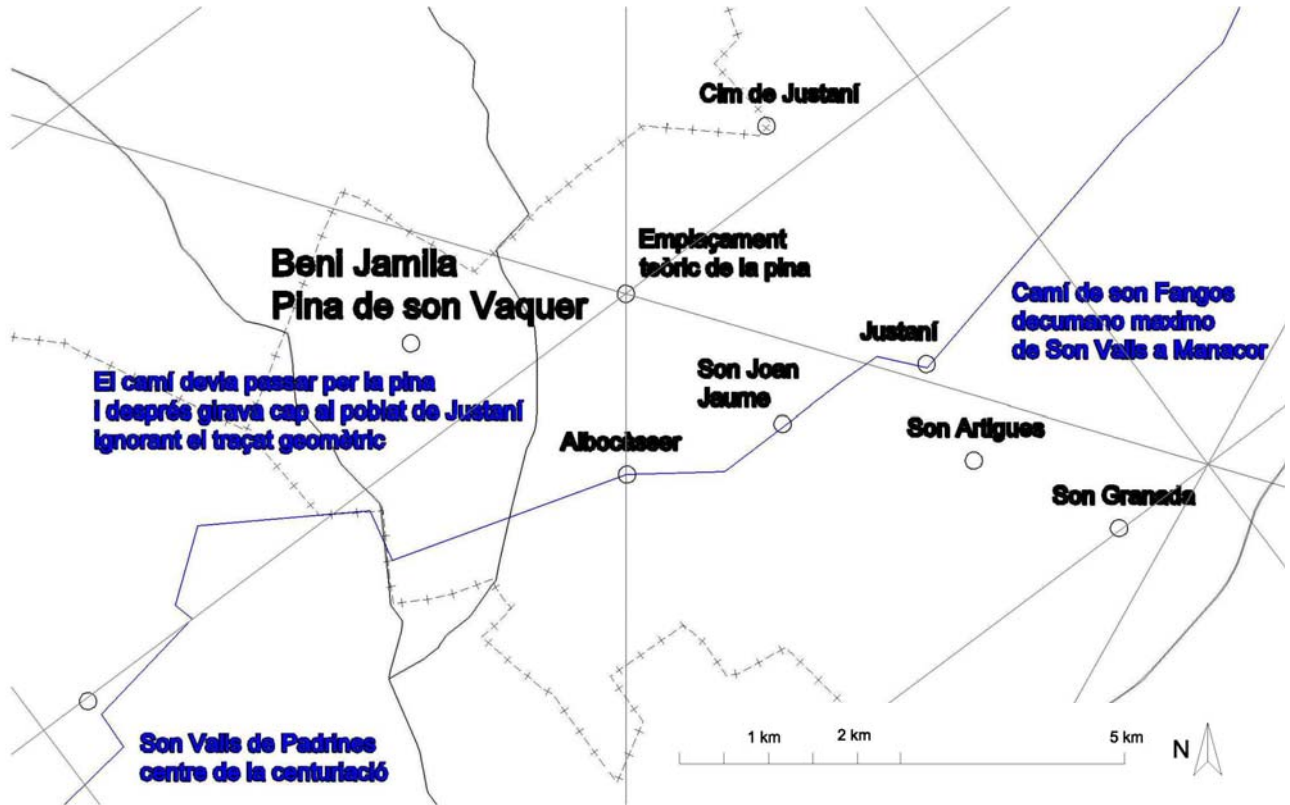 Cim de Justaní
Emplaçament
teòric de la pina
Beni Jamila
Pina de son Vaquer
Camí de son Fangos
decumano maximo
de Son Valls a Manacor
Justaní
Son Joan
Jaume
El camí devia passar per la pina
i després girava cap al poblat de Justaní
ignorant el traçat geomètric
Albocàsser
Son Artigues
Son Granada
Son Valls de Padrines
centre de la centuriació
1 km
2 km
5 km
N